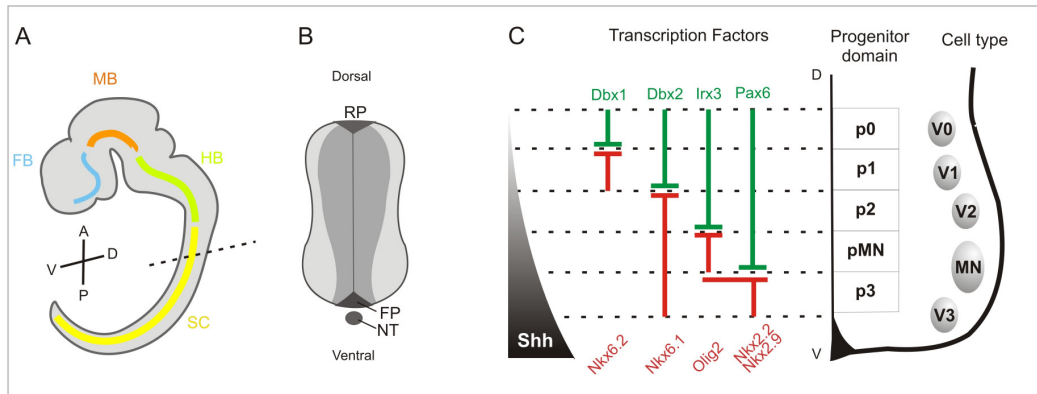 A
MB
FB
HB
A
V
D
P
SC
B
Dorsal
RP
FP
NT
Ventral
C
Transcription Factors
Progenitor
domain
Cell type
Dbx1 Dbx2 Irx3 Pax6
D
p0
p1
p2
pMN
p3
V
V0
V1
V2
MN
V3
Shh
Nkx6.2
Nkx6.1
Olig2
Nkx2.2
Nkx2.9